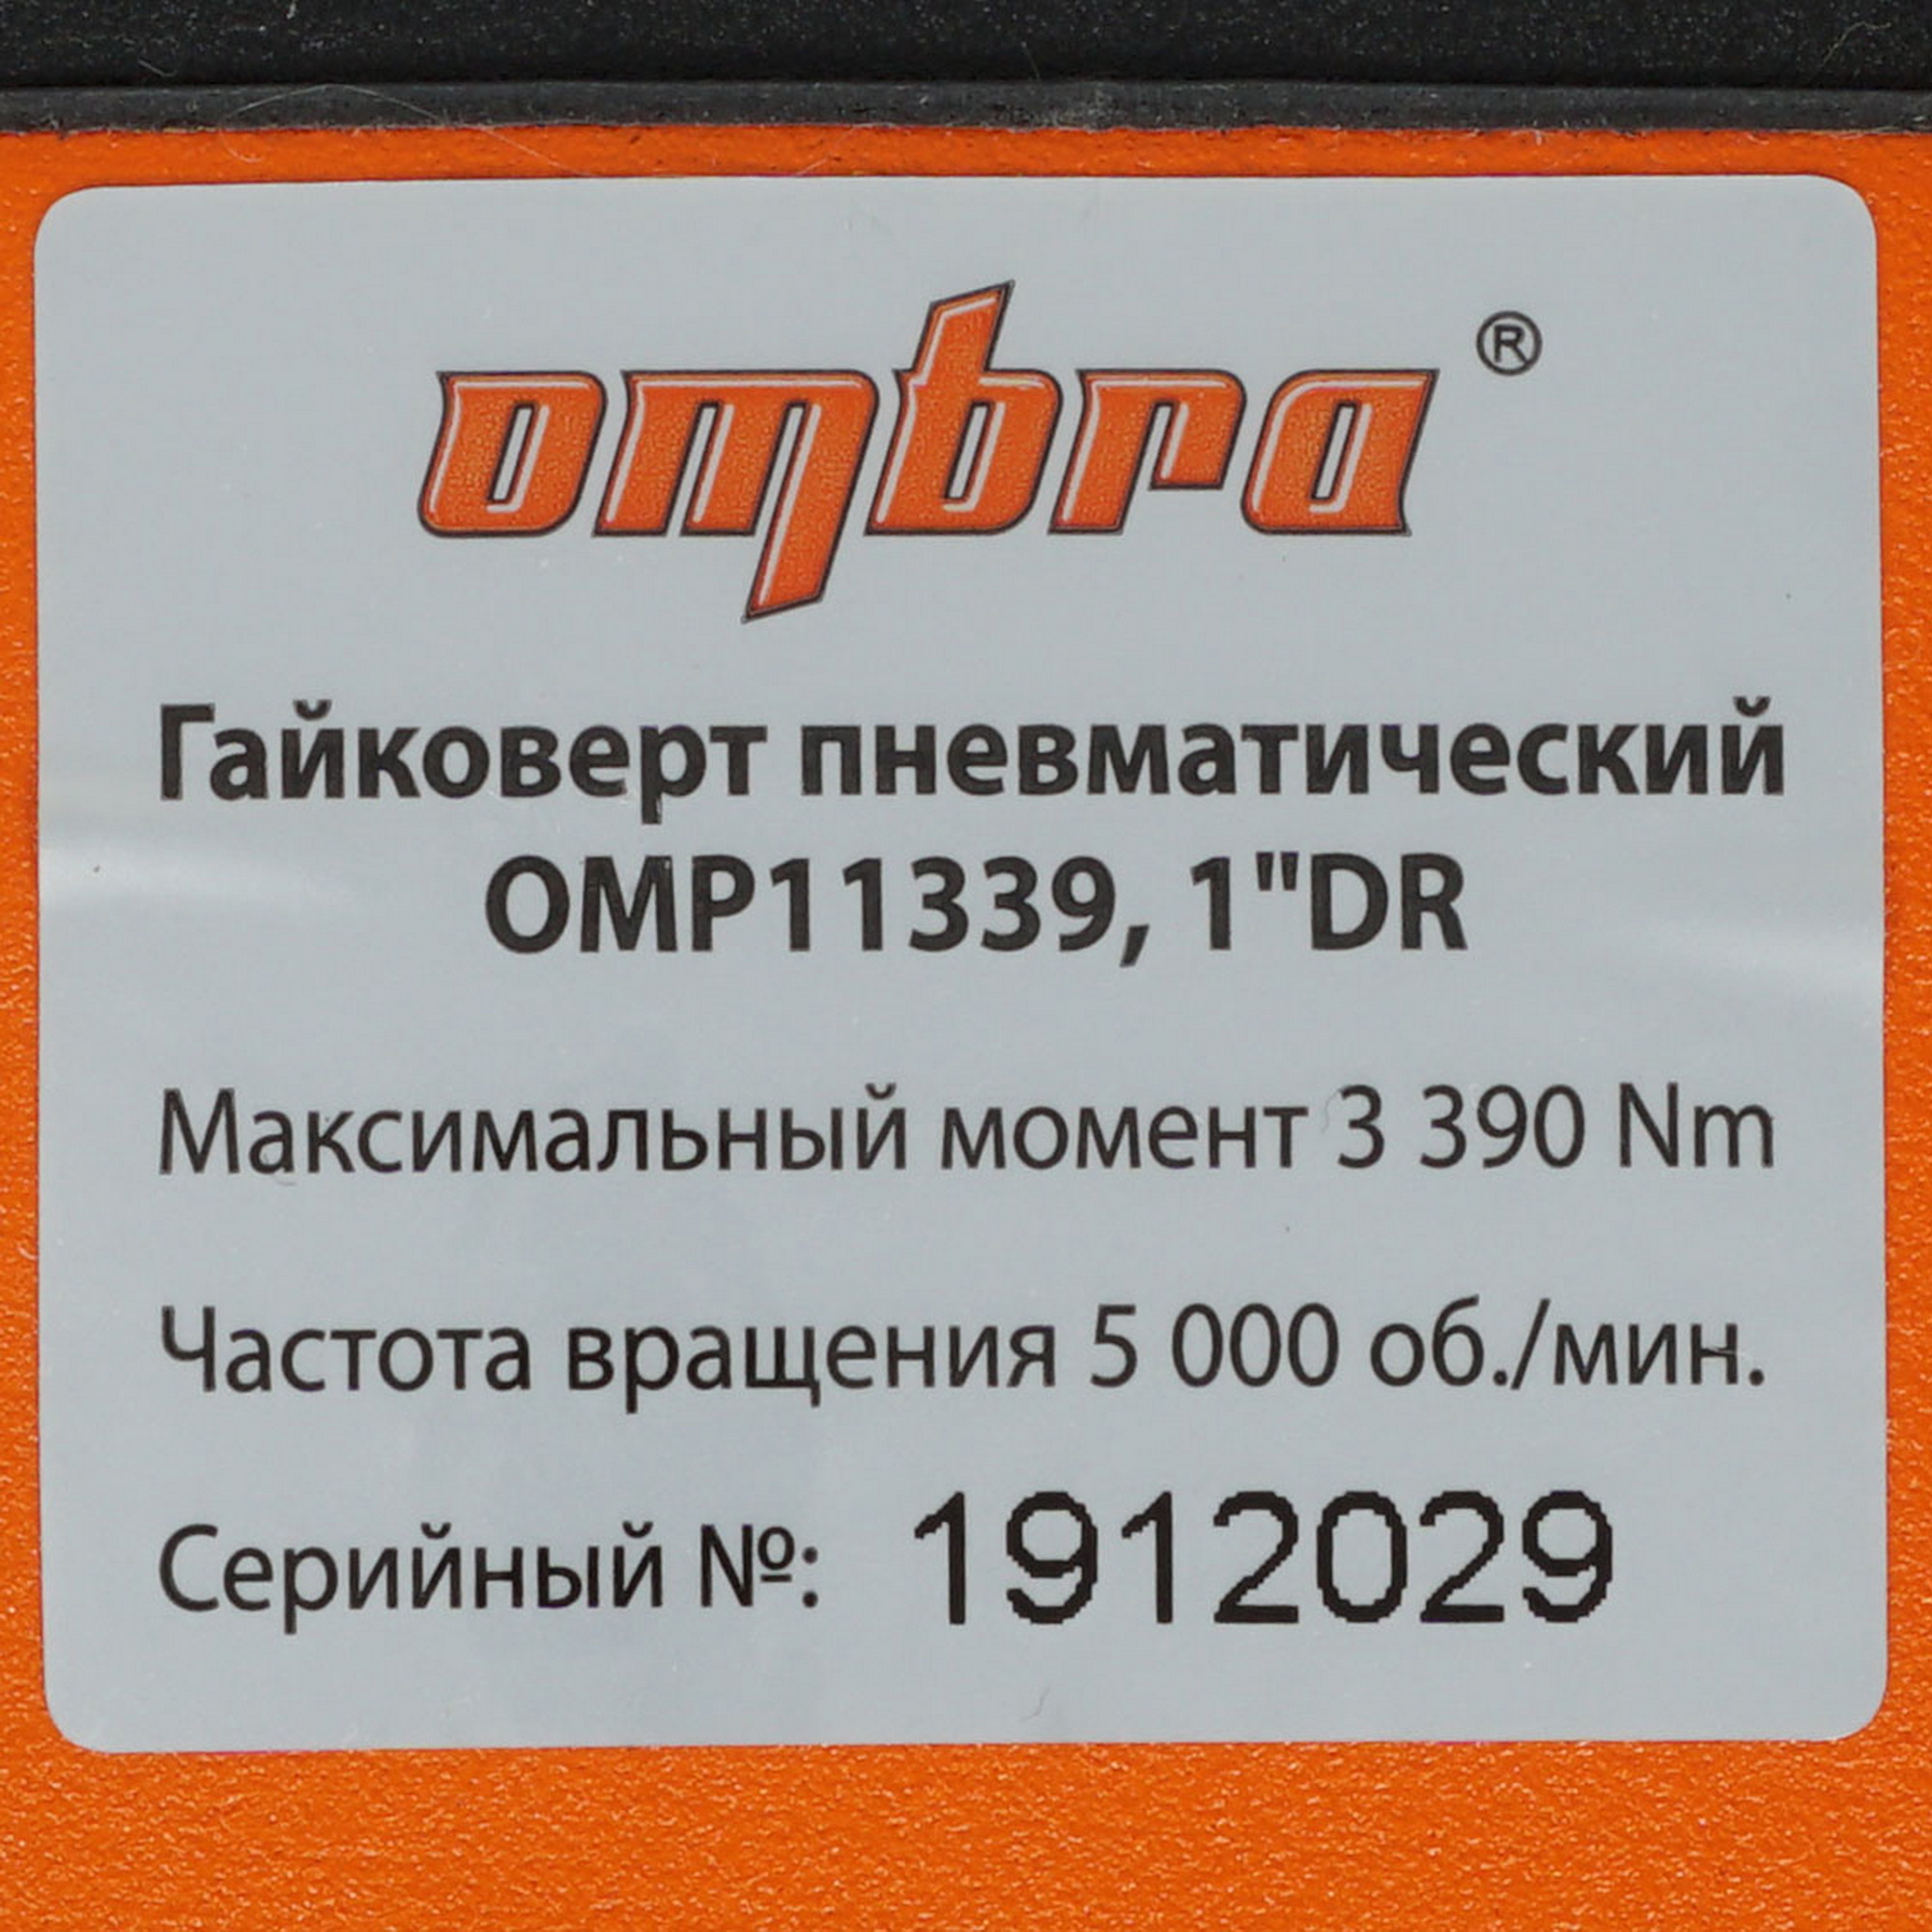 ombra ®
Гайковерт пневматический
OMP11339, 1"DR
Максимальный момент 3 390 Nm
Частота вращения 5 000 об./мин.
Серийный №: 1912029